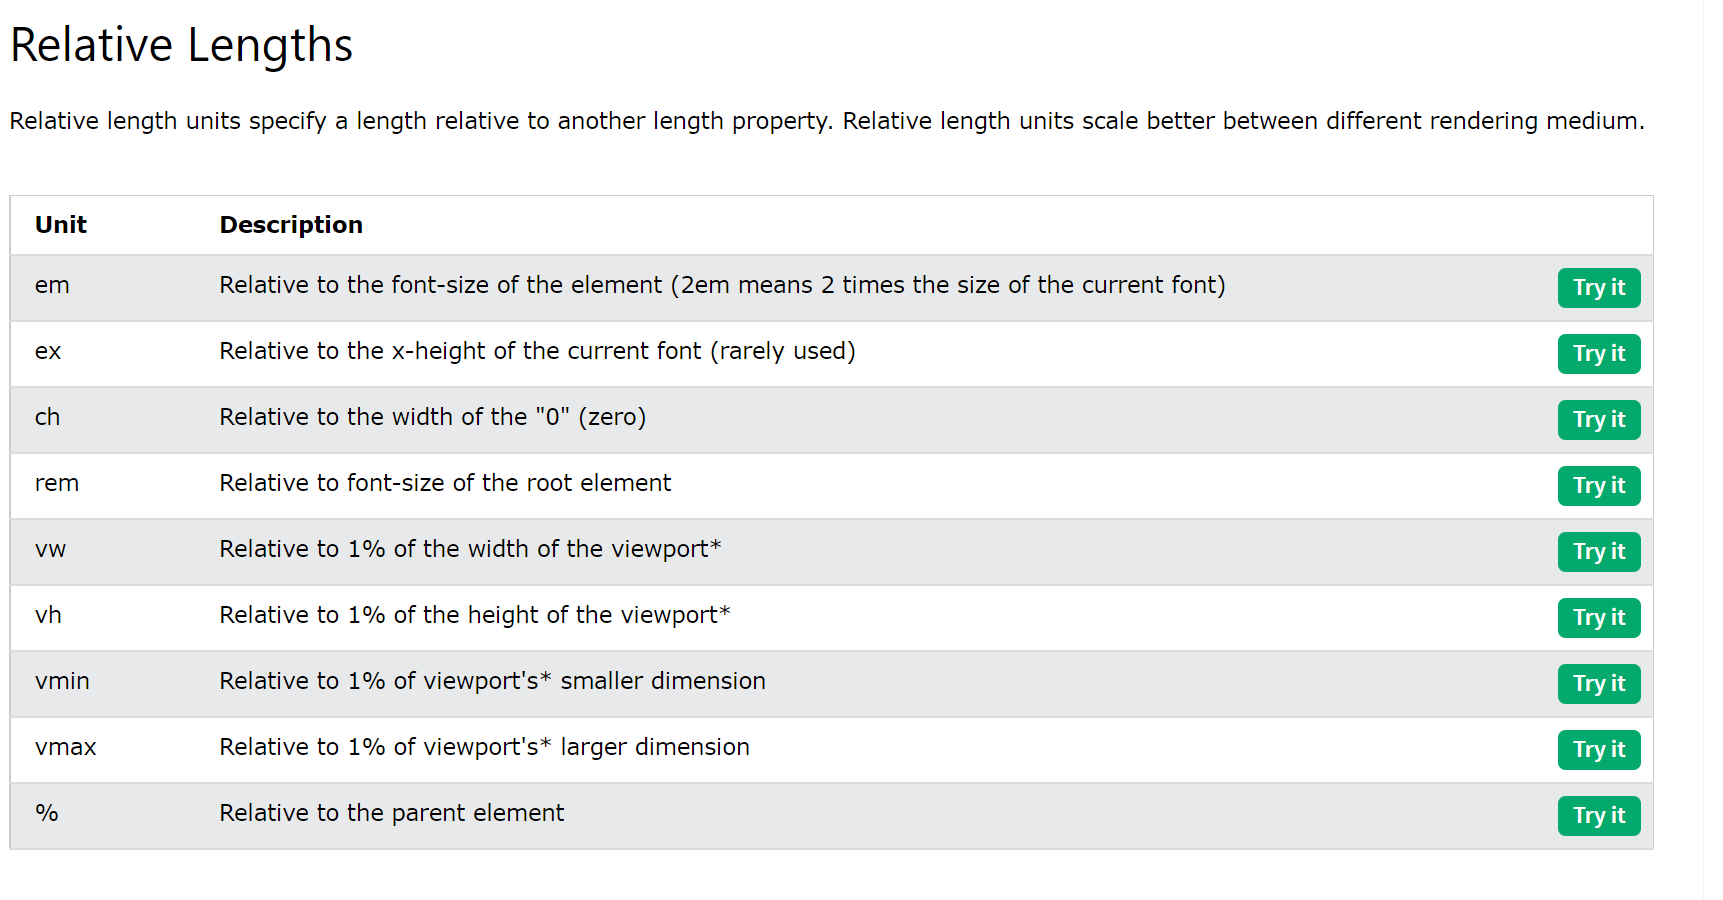 Relative Lengths
Relative length units specify a length relative to another length property. Relative length units scale better between different rendering medium.
Unit Description
em Relative to the font-size of the element (2em means 2 times the size of the current font) Try it
ex Relative to the x-height of the current font (rarely used) Try it
ch Relative to the width of the "0" (zero) Try it
rem Relative to font-size of the root element Try it
vw Relative to 1% of the width of the viewport* Try it
vh Relative to 1% of the height of the viewport* Try it
vmin Relative to 1% of viewport's* smaller dimension Try it
vmax Relative to 1% of viewport's* larger dimension Try it
% Relative to the parent element Try it